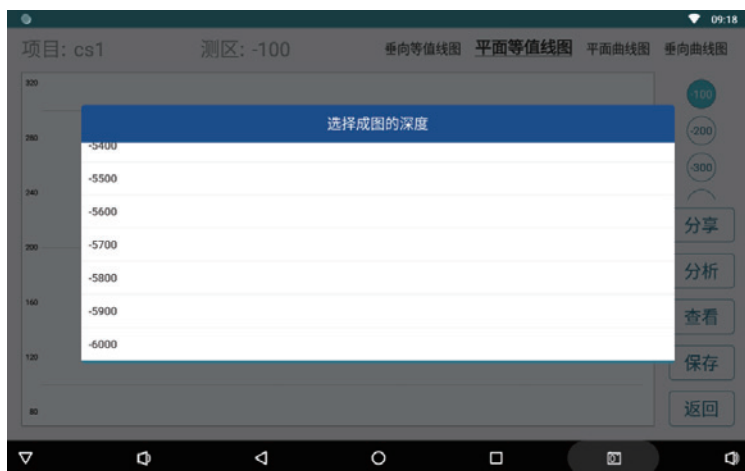 09:18
项目: cs1 测区: -100 垂向等值线图 平面等值线图 平面曲线图 垂向曲线图
320
-100
选择成图的深度
280
-200
-5400
-5500
-300
240
-5600
分享
200
-5700
-5800
分析
160
-5900
查看
-6000
120
保存
80
返回